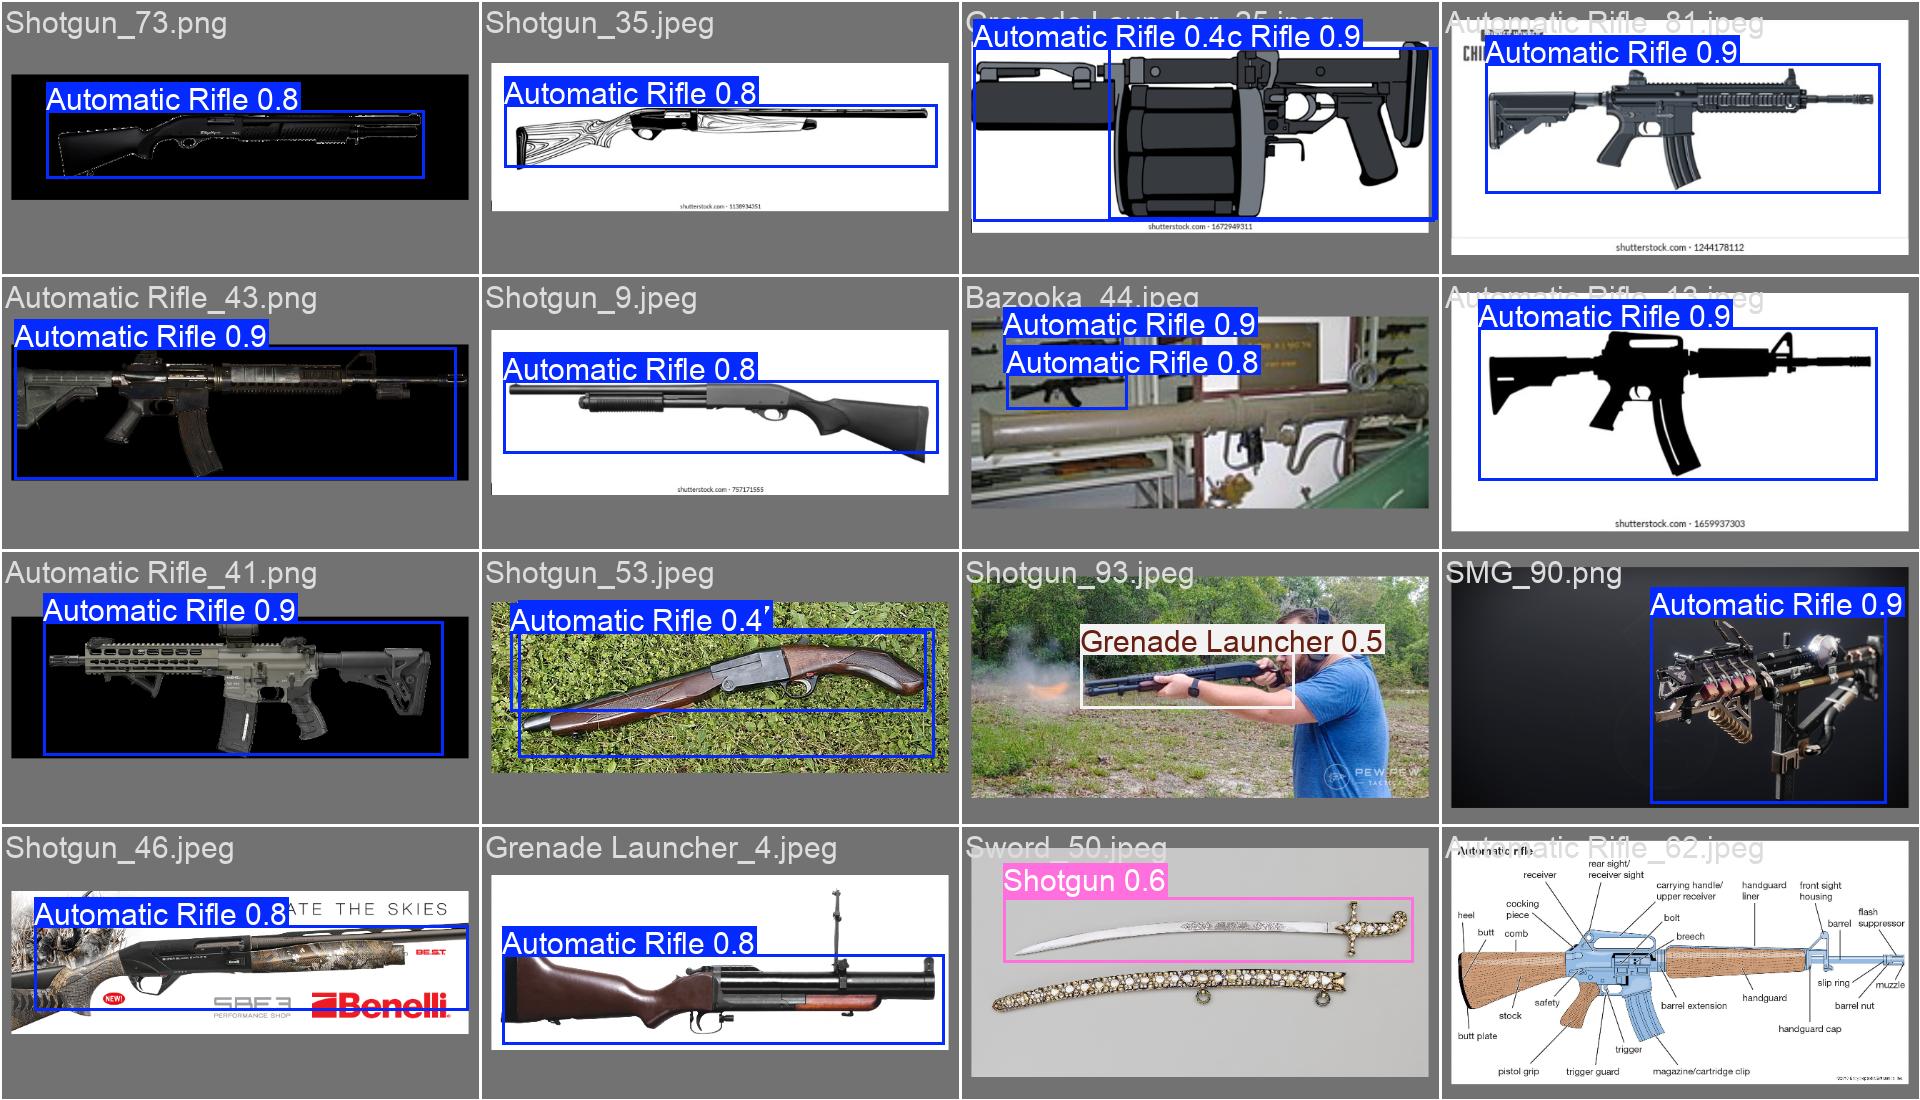 Shotgun_73.png
Automatic Rifle 0.8
Shotgun_35.jpeg
Automatic Rifle 0.8
shutterstock.com · 1138934351
Grenade Launcher_25.jpeg
Automatic Rifle 0.4c Rifle 0.9
shutterstock.com · 1672949311
Automatic Rifle_81.jpeg
Automatic Rifle 0.9
shutterstock.com · 1244178112
Automatic Rifle_43.png
Automatic Rifle 0.9
Shotgun_9.jpeg
Automatic Rifle 0.8
shutterstock.com · 757171555
Bazooka_44.jpeg
Automatic Rifle 0.9
Automatic Rifle 0.8
Automatic Rifle_13.jpeg
Automatic Rifle 0.9
shutterstock.com · 1659937303
Automatic Rifle_41.png
Automatic Rifle 0.9
Shotgun_53.jpeg
Automatic Rifle 0.4
Shotgun_93.jpeg
Grenade Launcher 0.5
PEW PEW
TACTICAL
SMG_90.png
Automatic Rifle 0.9
Shotgun_46.jpeg
Automatic Rifle 0.8
ATE THE SKIES
BE.S.T.
NEW!
SBE 3
PERFORMANCE SHOP
Benelli
Grenade Launcher_4.jpeg
Automatic Rifle 0.8
Sword_50.jpeg
Shotgun 0.6
Automatic Rifle_62.jpeg
Automatic rifle
rear sight/
receiver sight
receiver
carrying handle/
upper receiver
handguard
liner
front sight
housing
cocking
piece
heel
butt
comb
bolt
breech
barrel
flash
suppressor
slip ring
muzzle
barrel nut
safety
barrel extension
handguard
stock
butt plate
handguard cap
trigger
pistol grip
trigger guard
magazine/cartridge clip